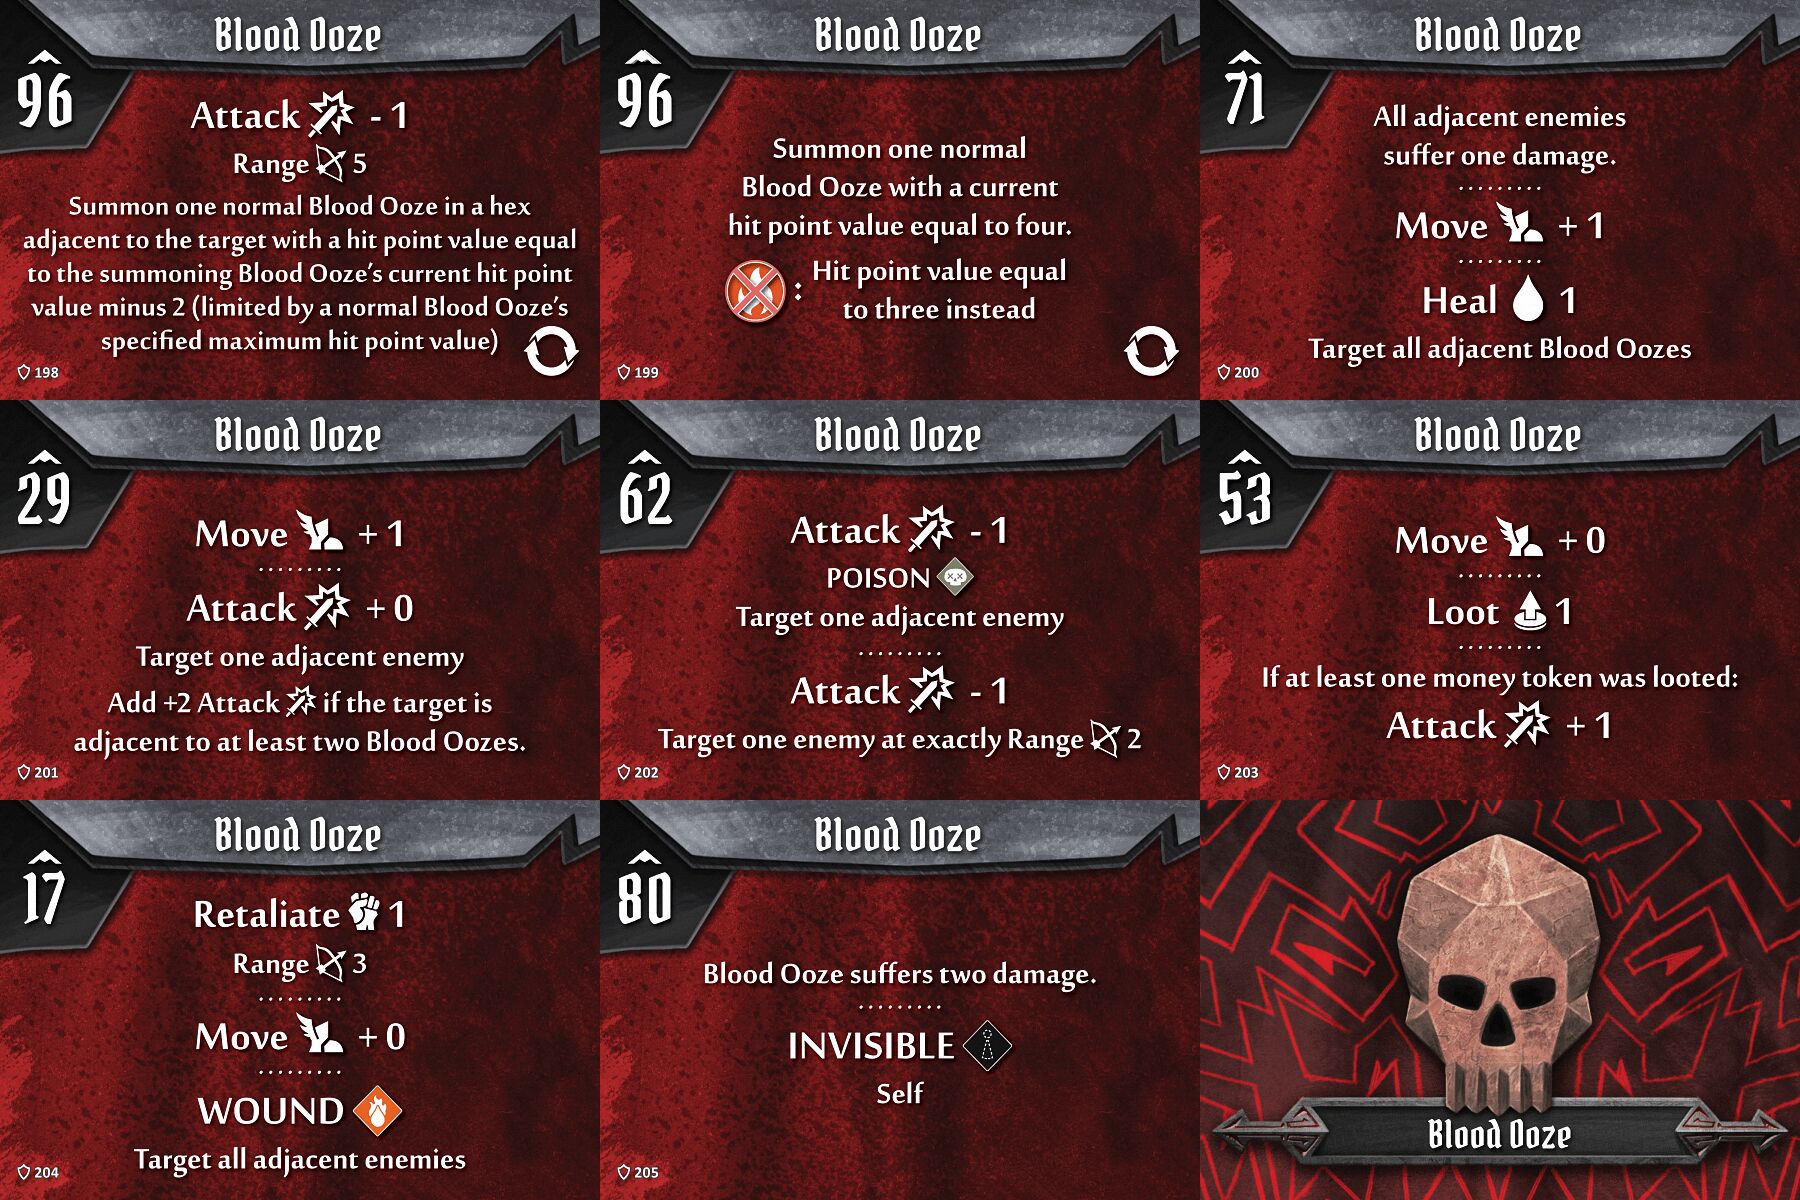 Blood Ooze
96
Attack - 1
Range 5
Summon one normal Blood Ooze in a hex
adjacent to the target with a hit point value equal
to the summoning Blood Ooze's current hit point
value minus 2 (limited by a normal Blood Ooze's
specified maximum hit point value)
198
Blood Ooze
96
Summon one normal
Blood Ooze with a current
hit point value equal to four.
: Hit point value equal
to three instead
199
Blood Ooze
71
All adjacent enemies
suffer one damage.
Move + 1
Heal 1
Target all adjacent Blood Oozes
200
Blood Ooze
29
Move + 1
Attack + 0
Target one adjacent enemy
Add +2 Attack if the target is
adjacent to at least two Blood Oozes.
201
Blood Ooze
62
Attack - 1
POISON
Target one adjacent enemy
Attack - 1
Target one enemy at exactly Range 2
202
Blood Ooze
53
Move + 0
Loot 1
If at least one money token was looted:
Attack + 1
203
Blood Ooze
17
Retaliate 1
Range 3
Move + 0
WOUND
Target all adjacent enemies
204
Blood Ooze
80
Blood Ooze suffers two damage.
INVISIBLE
Self
205
Blood Ooze